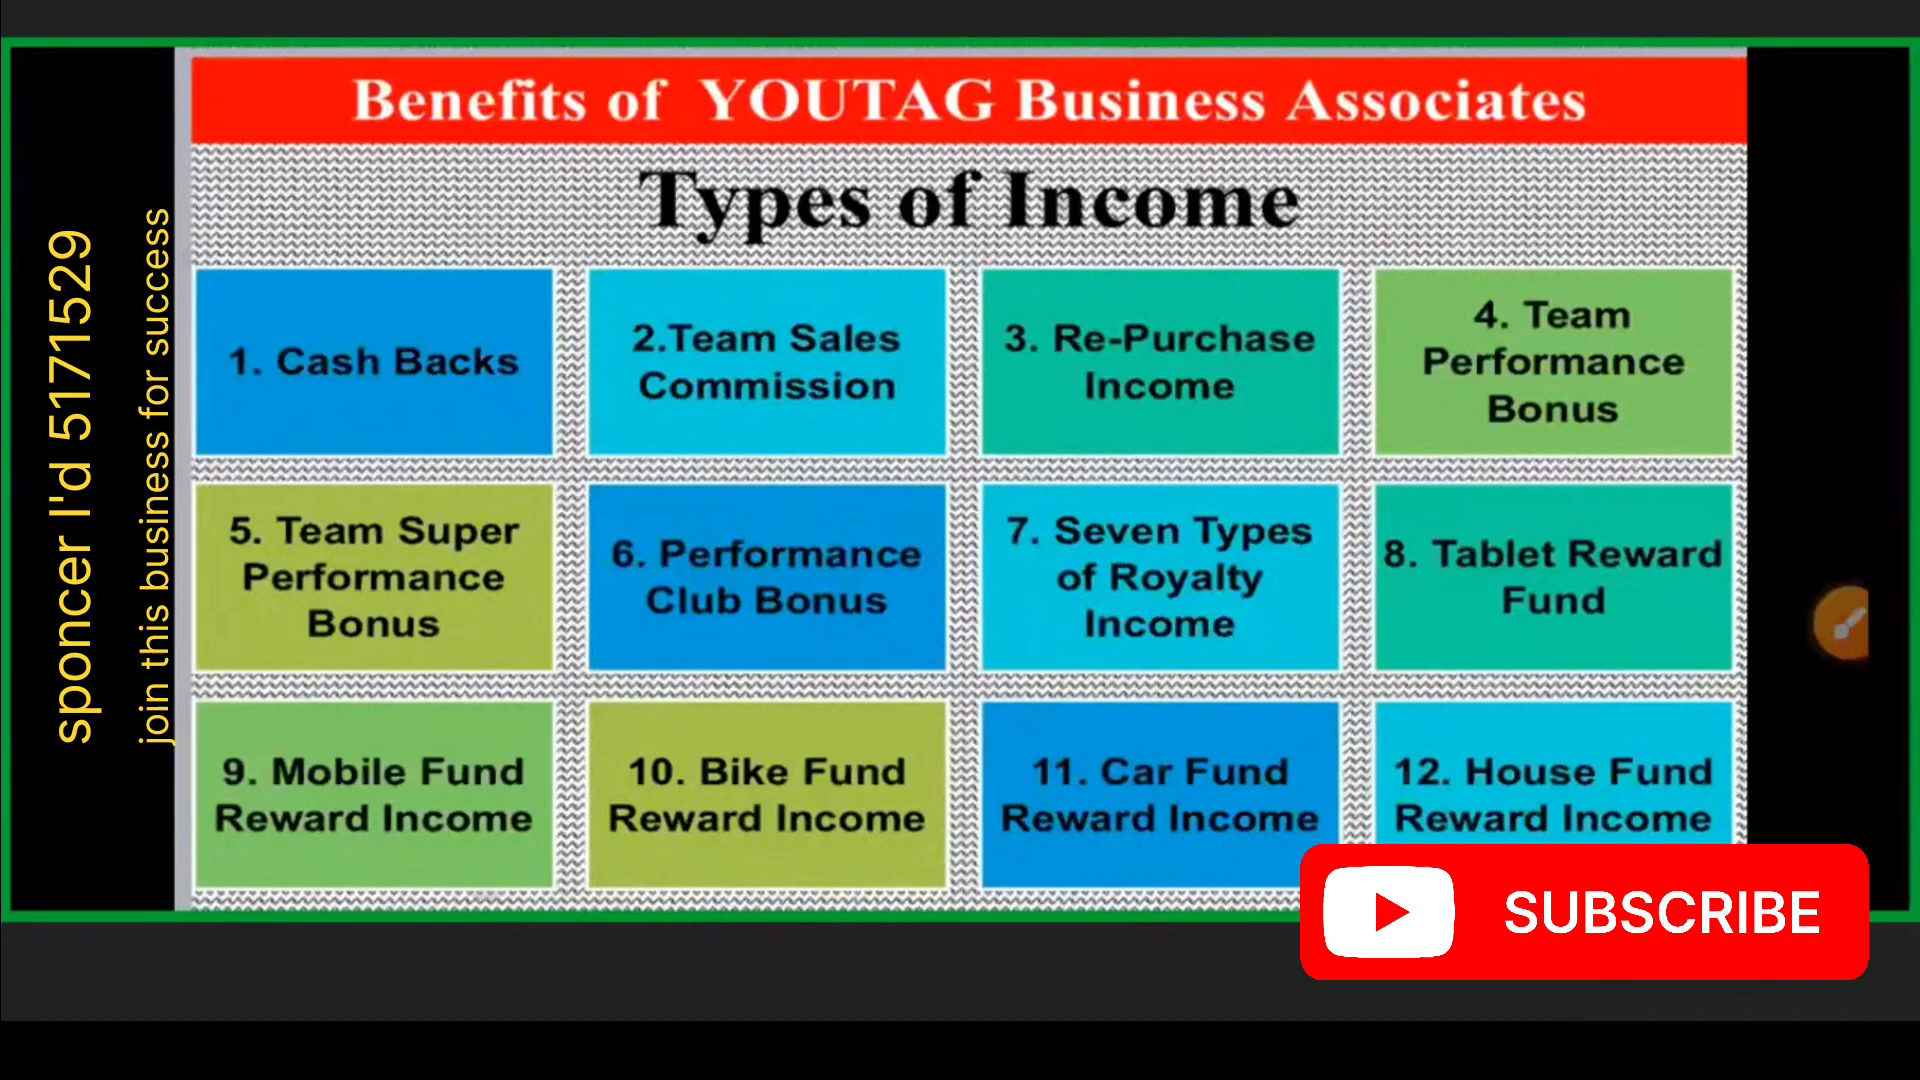 Benefits of YOUTAG Business Associates
Types of Income
1. Cash Backs
2.Team Sales
Commission
3. Re-Purchase
Income
4. Team
Performance
Bonus
5. Team Super
Performance
Bonus
6. Performance
Club Bonus
7. Seven Types
of Royalty
Income
8. Tablet Reward
Fund
9. Mobile Fund
Reward Income
10. Bike Fund
Reward Income
11. Car Fund
Reward Income
12. House Fund
Reward Income
sponcer I'd 5171529
join this business for success
SUBSCRIBE